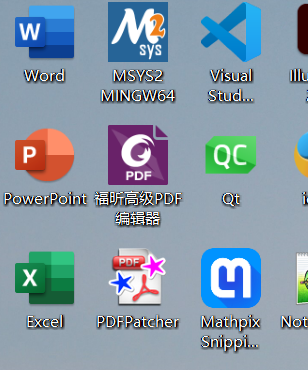 W
M2
sys
Word
MSYS2
MINGW64
Visual
Stud...
Illu
P
PDF
QC
PowerPoint
福昕高级PDF
编辑器
Qt
X
PDF
Excel
PDFPatcher
Mathpix
Snippi...
Not